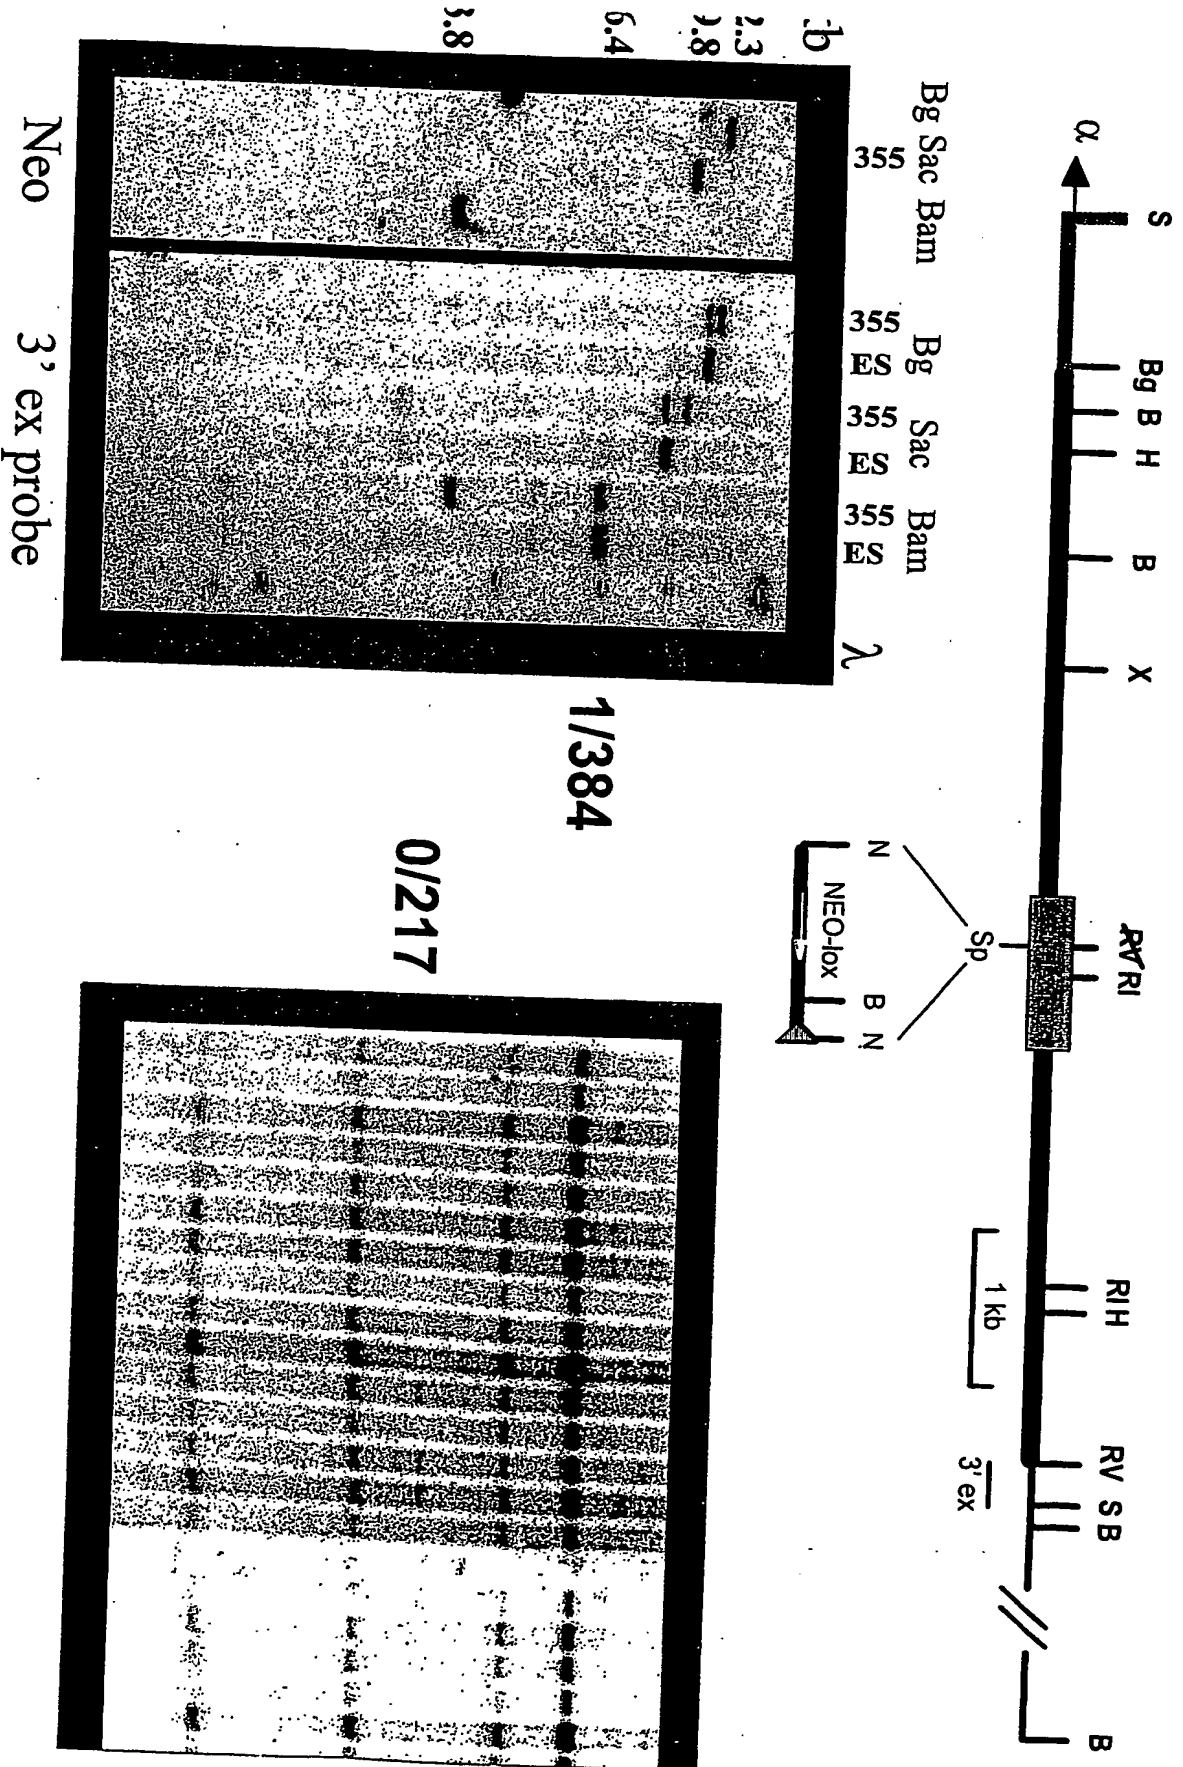 S Bg B H B X RV RI RI H RV S B B
α
N NEO-lox B N
Sp
1 kb
3' ex
Bg Sac Bam Bg Sac Bam λ
355 355 ES 355 ES 355 ES
6.4
Neo 3' ex probe
1/384
0/217